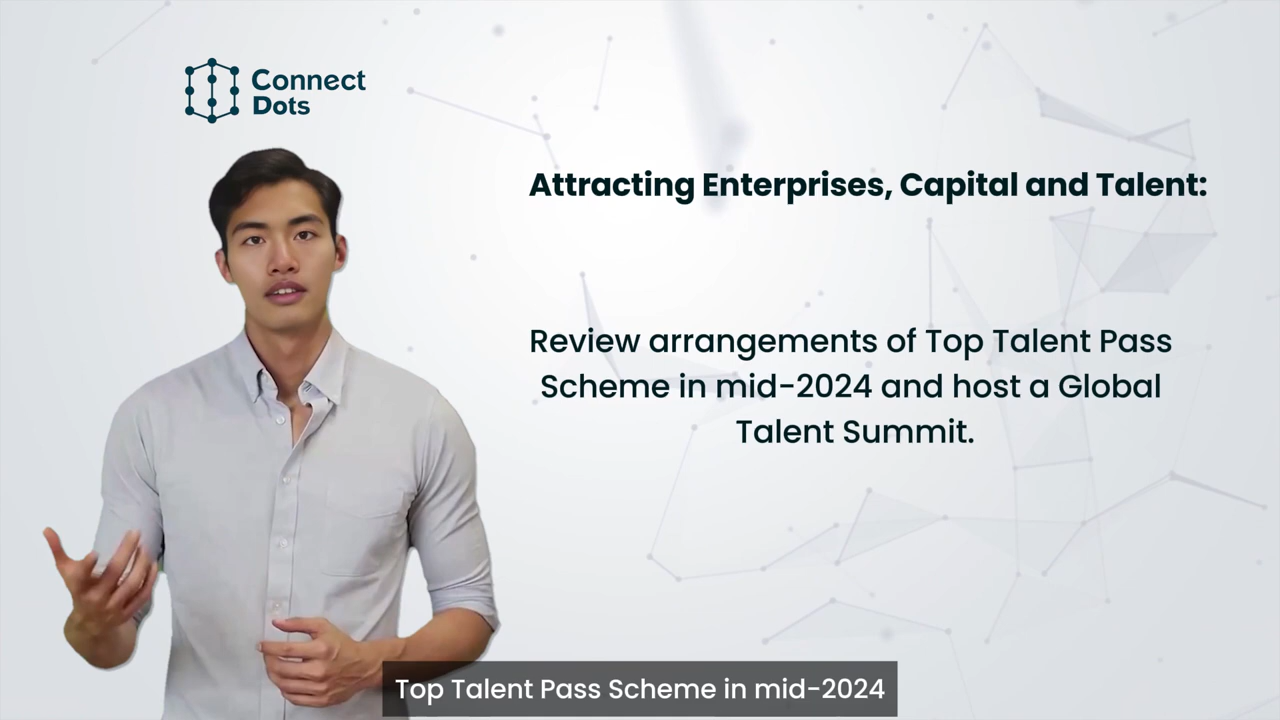 Connect
Dots
Attracting Enterprises, Capital and Talent:
Review arrangements of Top Talent Pass
Scheme in mid-2024 and host a Global
Talent Summit.
Top Talent Pass Scheme in mid-2024